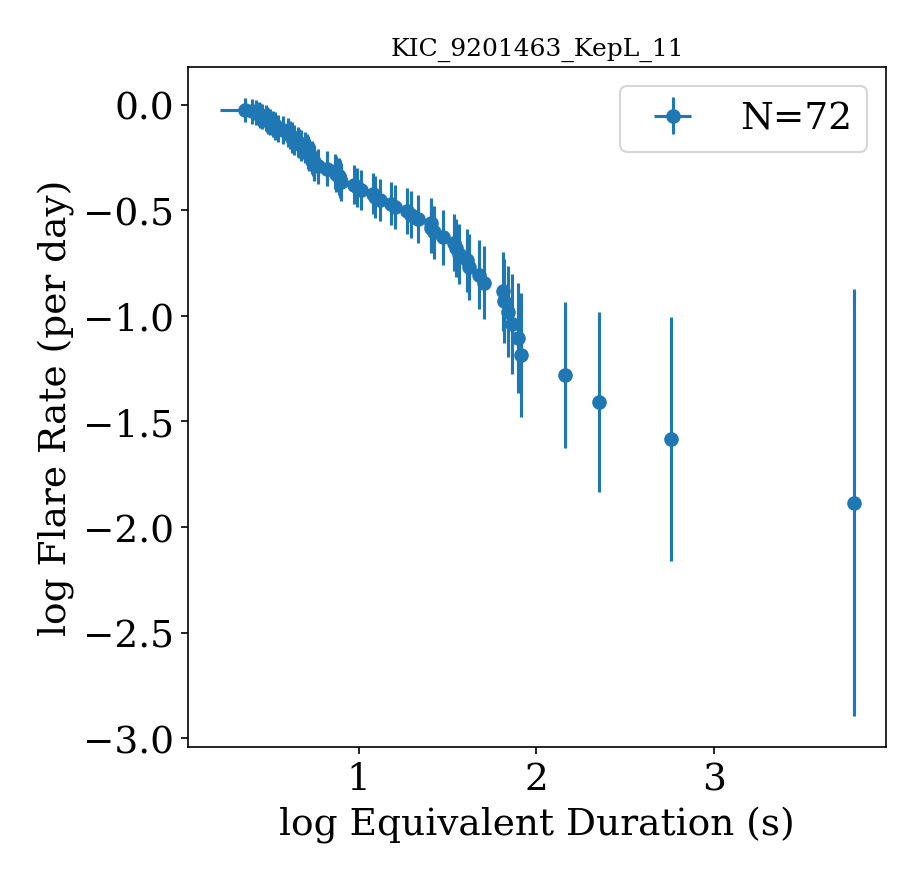 KIC_9201463_KepL_11
N=72
log Flare Rate (per day)
0.0
−0.5
−1.0
−1.5
−2.0
−2.5
−3.0
1 2 3
log Equivalent Duration (s)